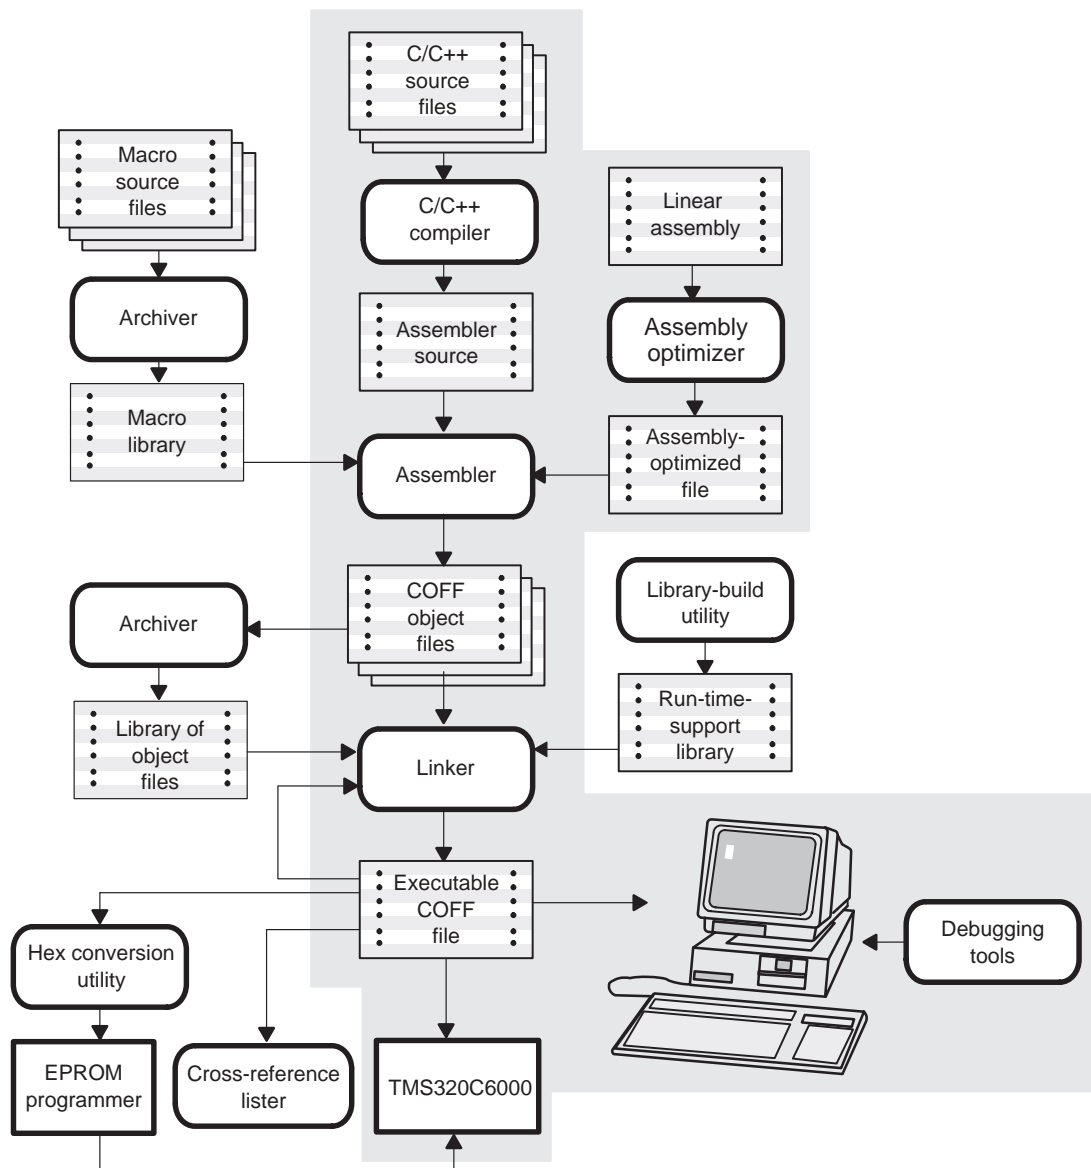 C/C++
source
files
Macro
source
files
C/C++
compiler
Linear
assembly
Archiver
Assembler
source
Assembly
optimizer
Macro
library
Assembler
Assembly-
optimized
file
Archiver
COFF
object
files
Library-build
utility
Library of
object
files
Linker
Run-time-
support
library
Executable
COFF
file
Debugging
tools
Hex conversion
utility
EPROM
programmer
Cross-reference
lister
TMS320C6000